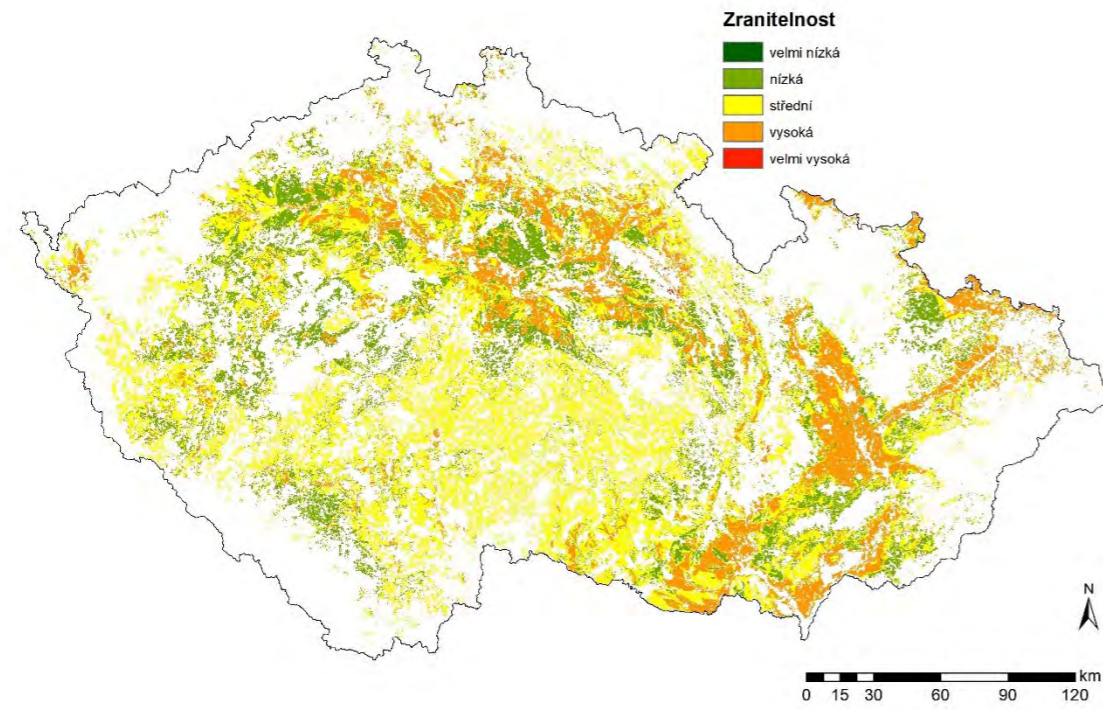 Zranitelnost
velmi nízká
nízká
střední
vysoká
velmi vysoká
N
km
0 15 30 60 90 120